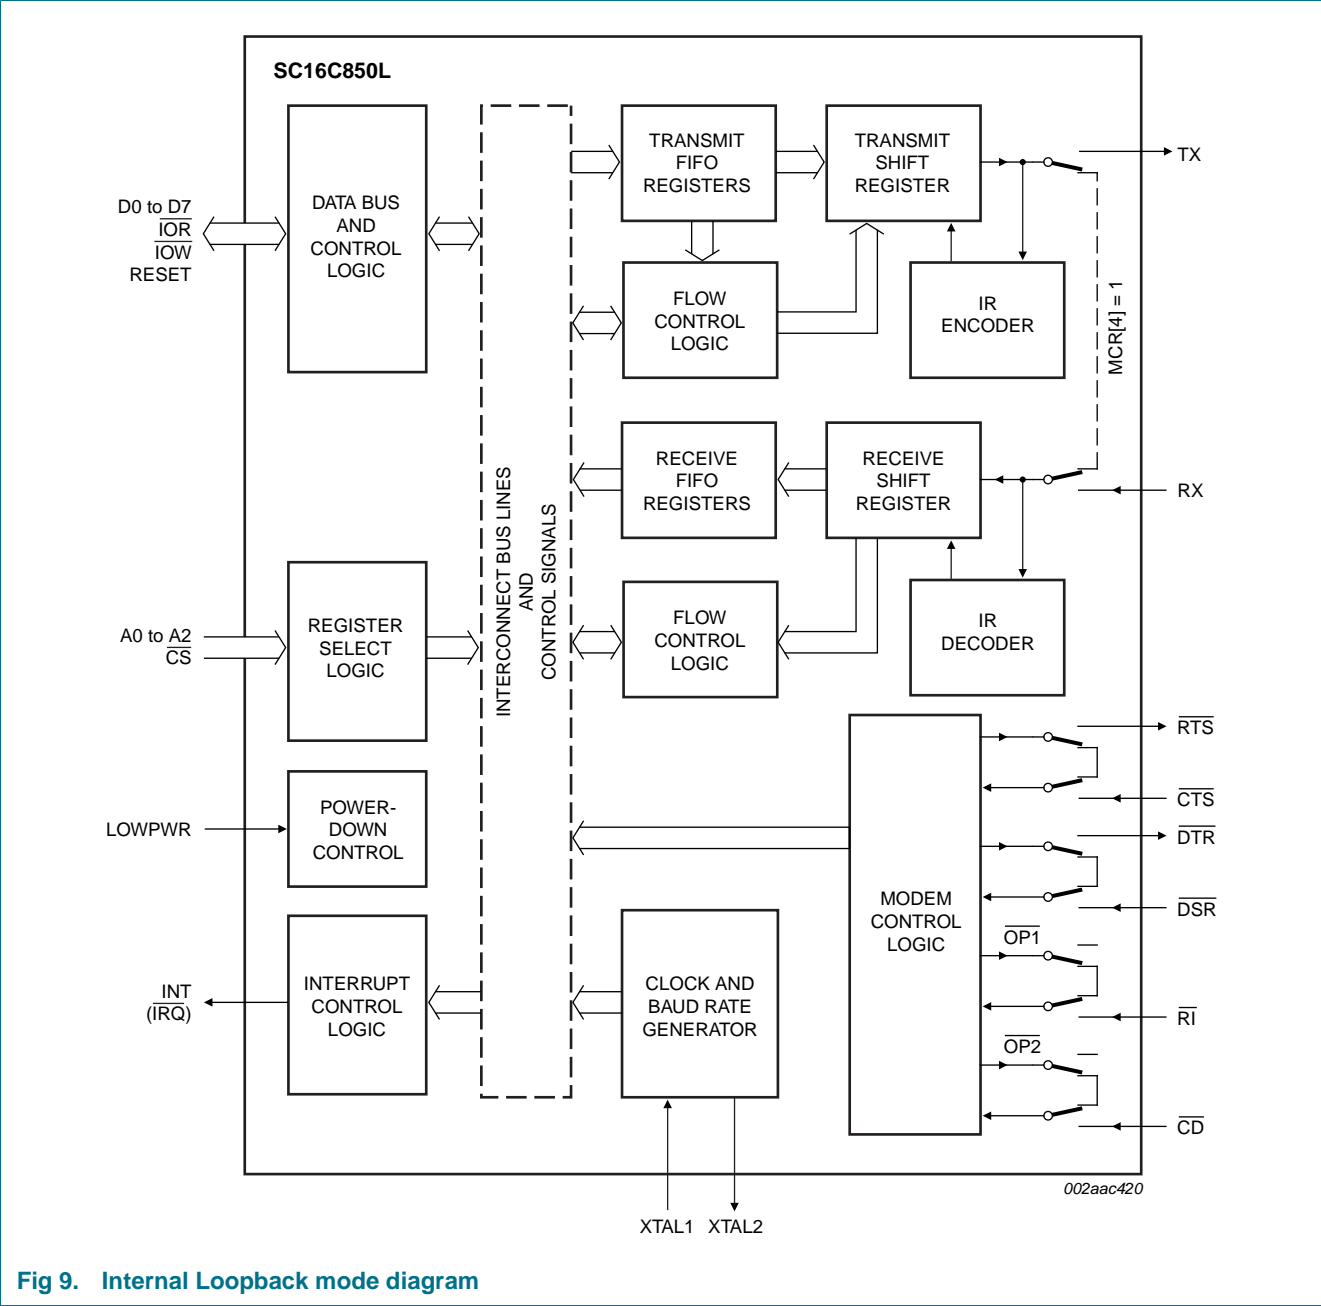 SC16C850L
D0 to D7
IOR
IOW
RESET
DATA BUS
AND
CONTROL
LOGIC
TRANSMIT
FIFO
REGISTERS
TRANSMIT
SHIFT
REGISTER
TX
FLOW
CONTROL
LOGIC
IR
ENCODER
MCR[4] = 1
INTERCONNECT BUS LINES
AND
CONTROL SIGNALS
RECEIVE
FIFO
REGISTERS
RECEIVE
SHIFT
REGISTER
RX
A0 to A2
CS
REGISTER
SELECT
LOGIC
FLOW
CONTROL
LOGIC
IR
DECODER
LOWPWR
POWER-
DOWN
CONTROL
MODEM
CONTROL
LOGIC
RTS
CTS
DTR
DSR
OP1
RI
OP2
CD
INT
(IRQ)
INTERRUPT
CONTROL
LOGIC
CLOCK AND
BAUD RATE
GENERATOR
XTAL1 XTAL2
002aac420
Fig 9. Internal Loopback mode diagram